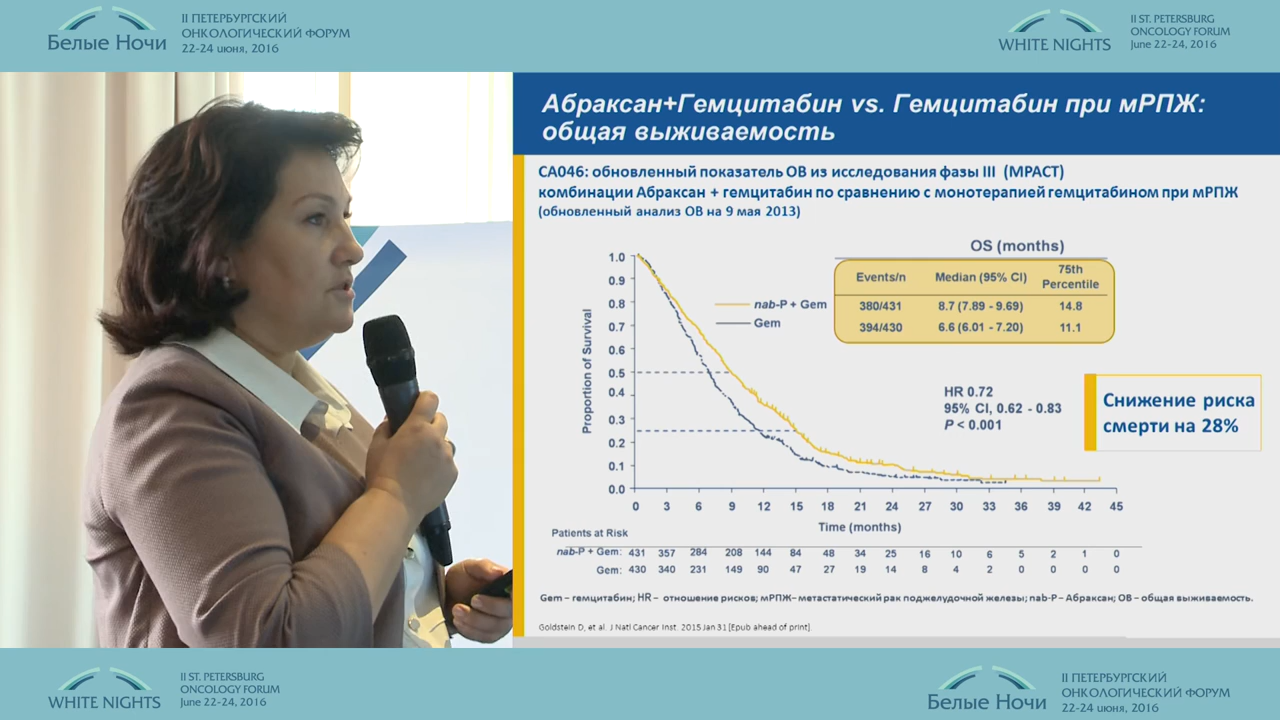 Белые Ночи
II ПЕТЕРБУРГСКИЙ
ОНКОЛОГИЧЕСКИЙ ФОРУМ
22-24 июня, 2016
WHITE NIGHTS
II ST. PETERSBURG
ONCOLOGY FORUM
June 22-24, 2016
Абраксан+Гемцитабин vs. Гемцитабин при мРПЖ:
общая выживаемость
CA046: обновленный показатель ОВ из исследования фазы III (MPACT)
комбинации Абраксан + гемцитабин по сравнению с монотерапией гемцитабином при мРПЖ
(обновленный анализ ОВ на 9 мая 2013)
OS (months)
Events/n Median (95% CI) 75th Percentile
380/431 8.7 (7.89 - 9.69) 14.8
394/430 6.6 (6.01 - 7.20) 11.1
nab-P + Gem
Gem
HR 0.72
95% CI, 0.62 - 0.83
P < 0.001
Снижение риска
смерти на 28%
Proportion of Survival
1.0
0.9
0.8
0.7
0.6
0.5
0.4
0.3
0.2
0.1
0.0
0 3 6 9 12 15 18 21 24 27 30 33 36 39 42 45
Time (months)
Patients at Risk
nab-P + Gem: 431 357 284 208 144 84 48 34 25 16 10 6 5 2 1 0
Gem: 430 340 231 149 90 47 27 19 14 8 4 2 0 0 0 0
Gem – гемцитабин; HR – отношение рисков; мРПЖ– метастатический рак поджелудочной железы; nab-P – Абраксан; ОВ – общая выживаемость.
Goldstein D, et al. J Natl Cancer Inst. 2015 Jan 31 [Epub ahead of print].
WHITE NIGHTS
II ST. PETERSBURG
ONCOLOGY FORUM
June 22-24, 2016
Белые Ночи
II ПЕТЕРБУРГСКИЙ
ОНКОЛОГИЧЕСКИЙ ФОРУМ
22-24 июня, 2016